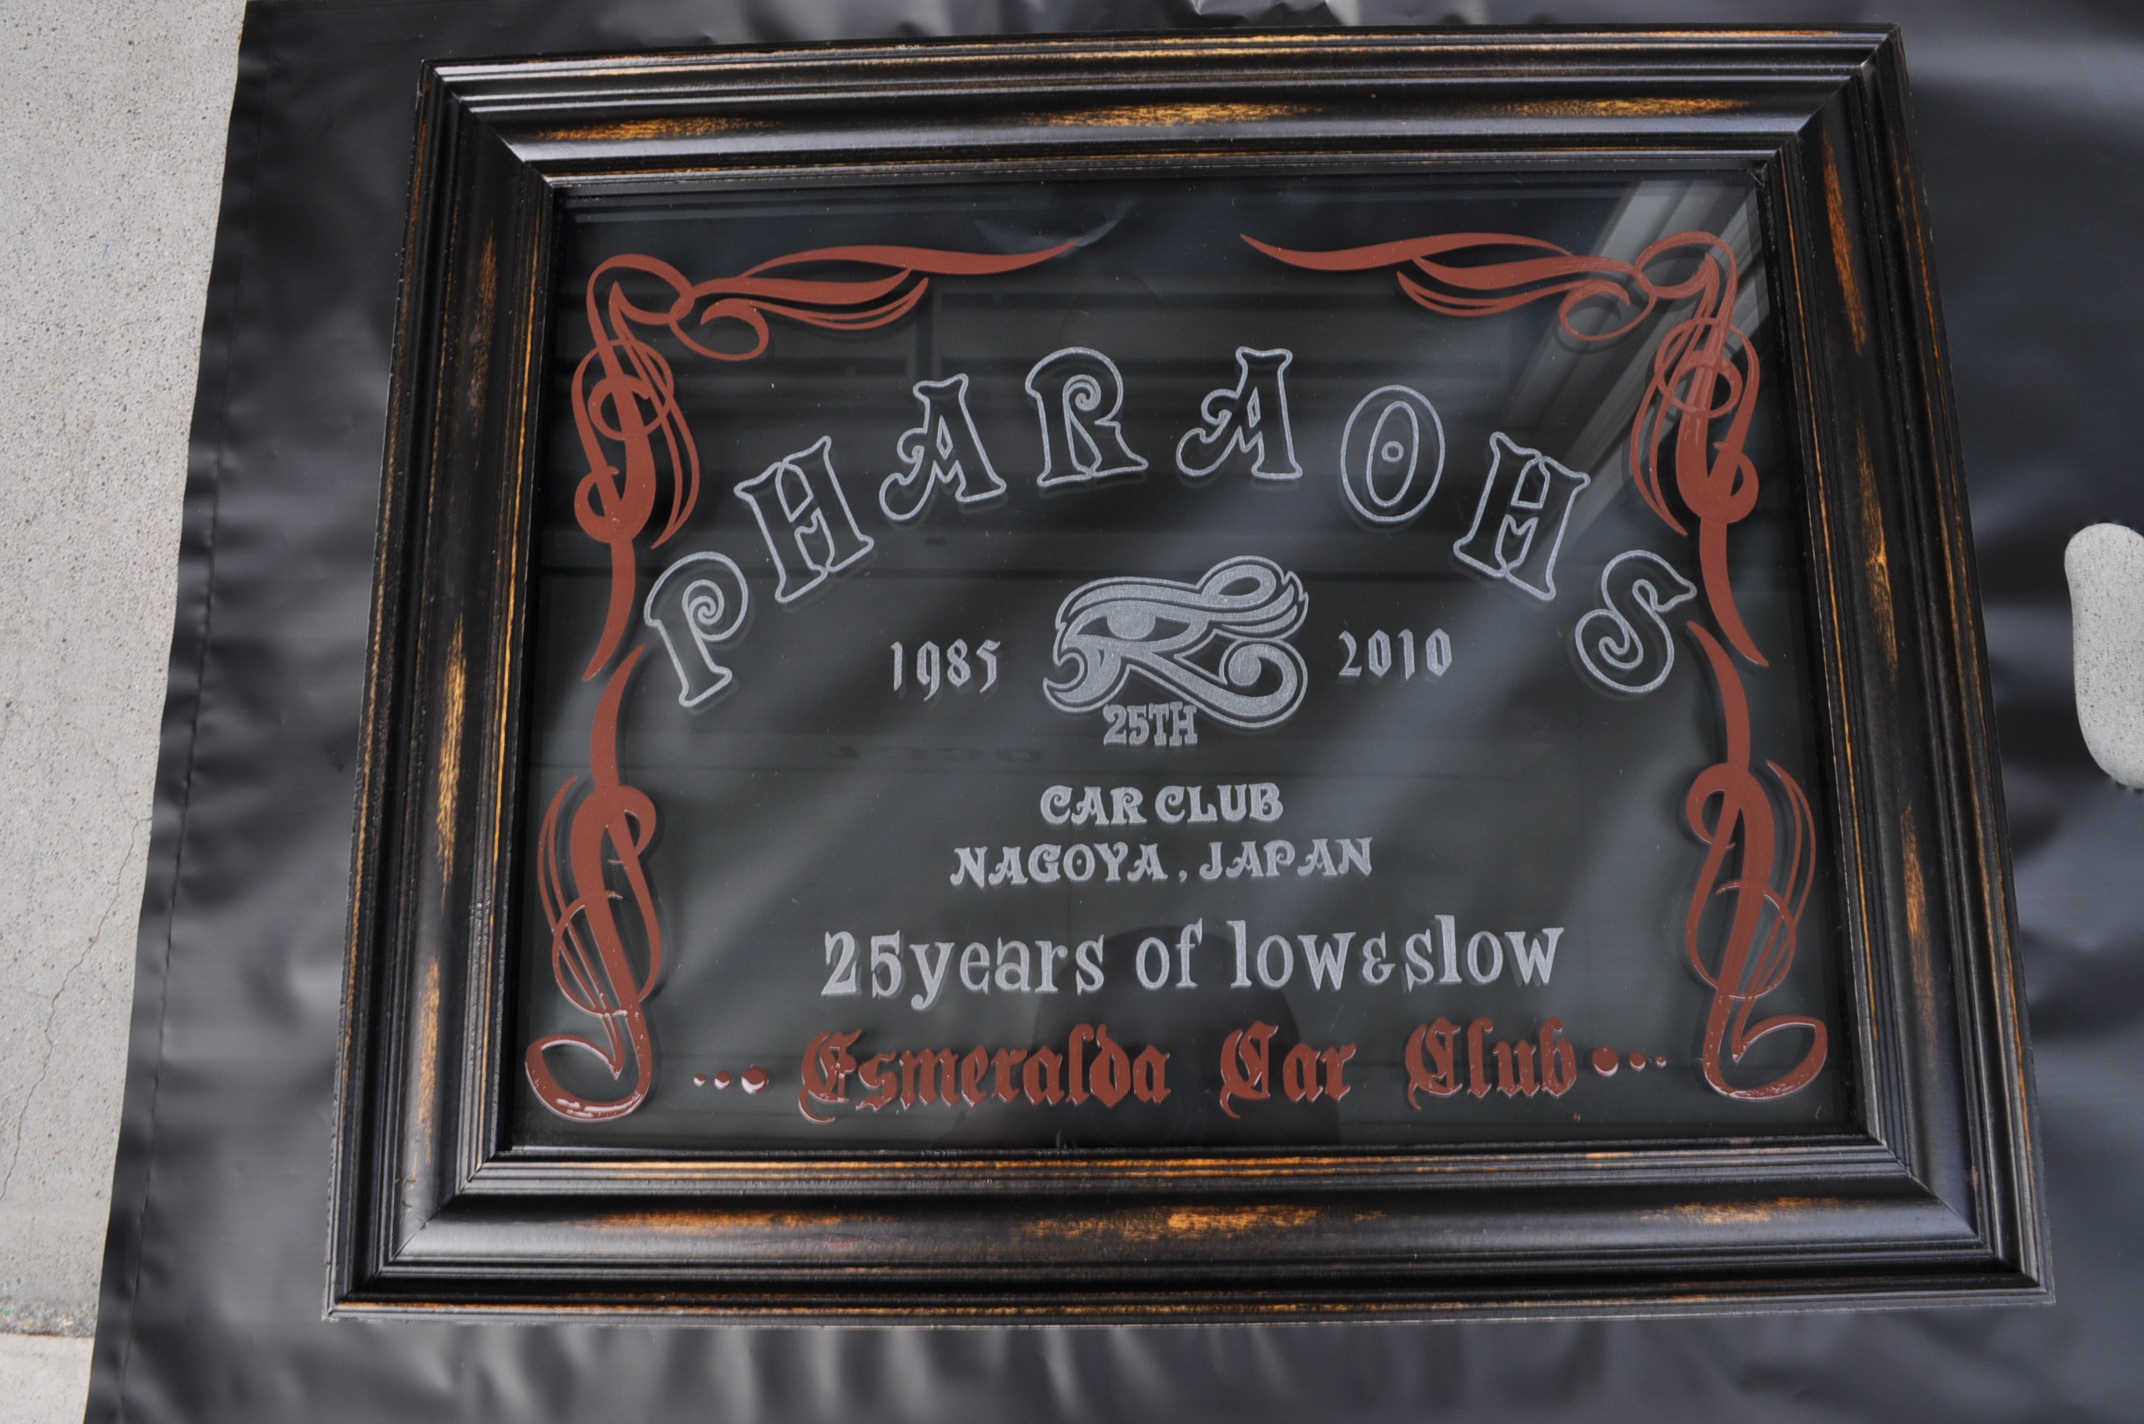 PHARAOHS
1985 2010
25TH
CAR CLUB
NAGOYA, JAPAN
25years of low&slow
...Esmeralda Car Club...